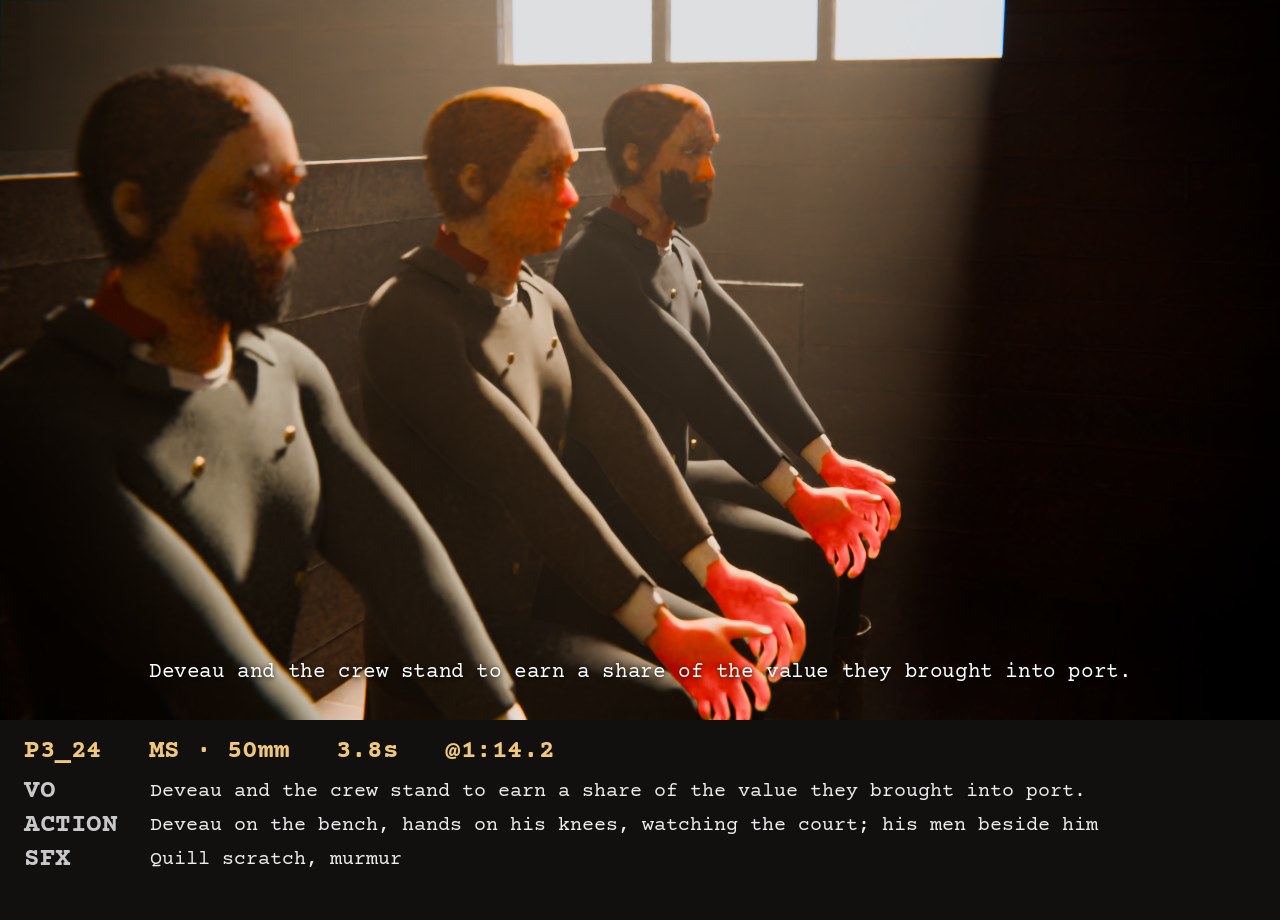 Deveau and the crew stand to earn a share of the value they brought into port.
P3_24 MS · 50mm 3.8s @1:14.2
VO Deveau and the crew stand to earn a share of the value they brought into port.
ACTION Deveau on the bench, hands on his knees, watching the court; his men beside him
SFX Quill scratch, murmur